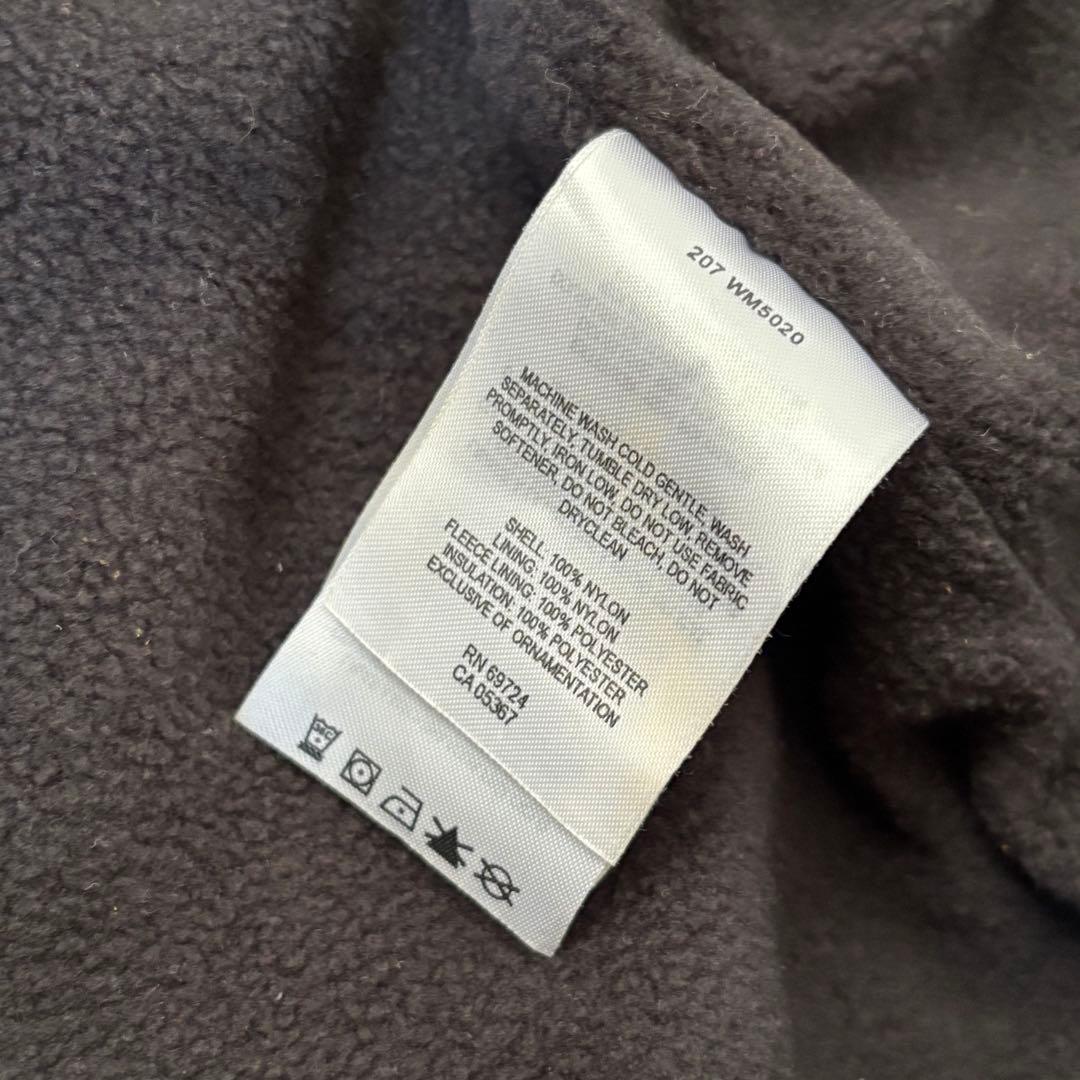 207 WM5020
MACHINE WASH COLD GENTLE, WASH
SEPARATELY, TUMBLE DRY LOW, REMOVE
PROMPTLY, IRON LOW, DO NOT USE FABRIC
SOFTENER, DO NOT BLEACH, DO NOT
DRYCLEAN
SHELL: 100% NYLON
LINING: 100% NYLON
FLEECE LINING: 100% POLYESTER
INSULATION: 100% POLYESTER
EXCLUSIVE OF ORNAMENTATION
RN 69724
CA 05367